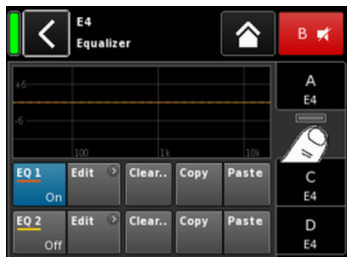 E4
Equalizer
B
+6
-6
100
1k
10k
A
E4
C
E4
D
E4
EQ 1
On
Edit
Clear..
Copy
Paste
EQ 2
Off
Edit
Clear..
Copy
Paste